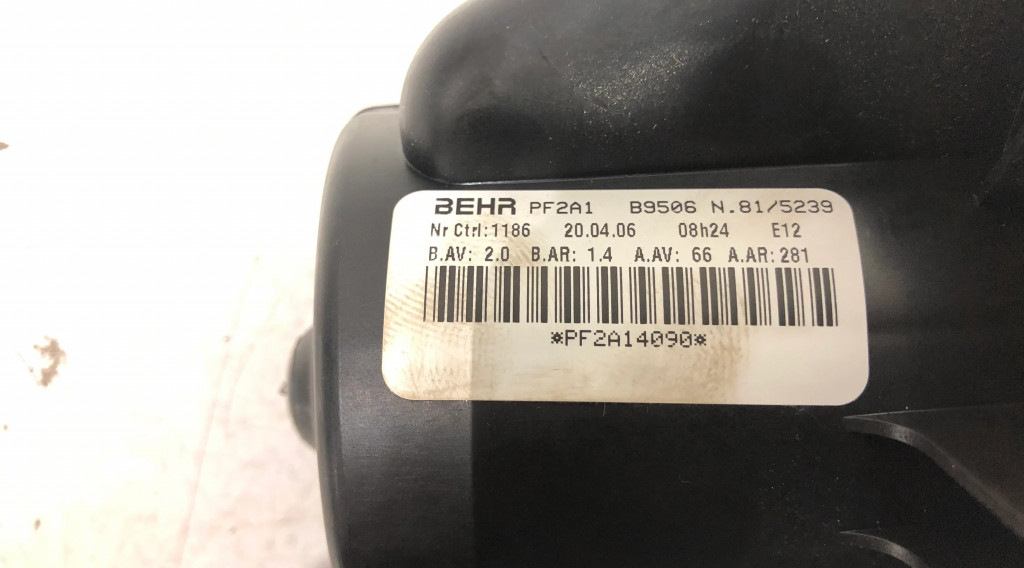 BEHR PF2A1 B9506 N.81/5239
Nr Ctrl:1186 20.04.06 08h24 E12
B.AV: 2.0 B.AR: 1.4 A.AV: 66 A.AR: 281
*PF2A14090*